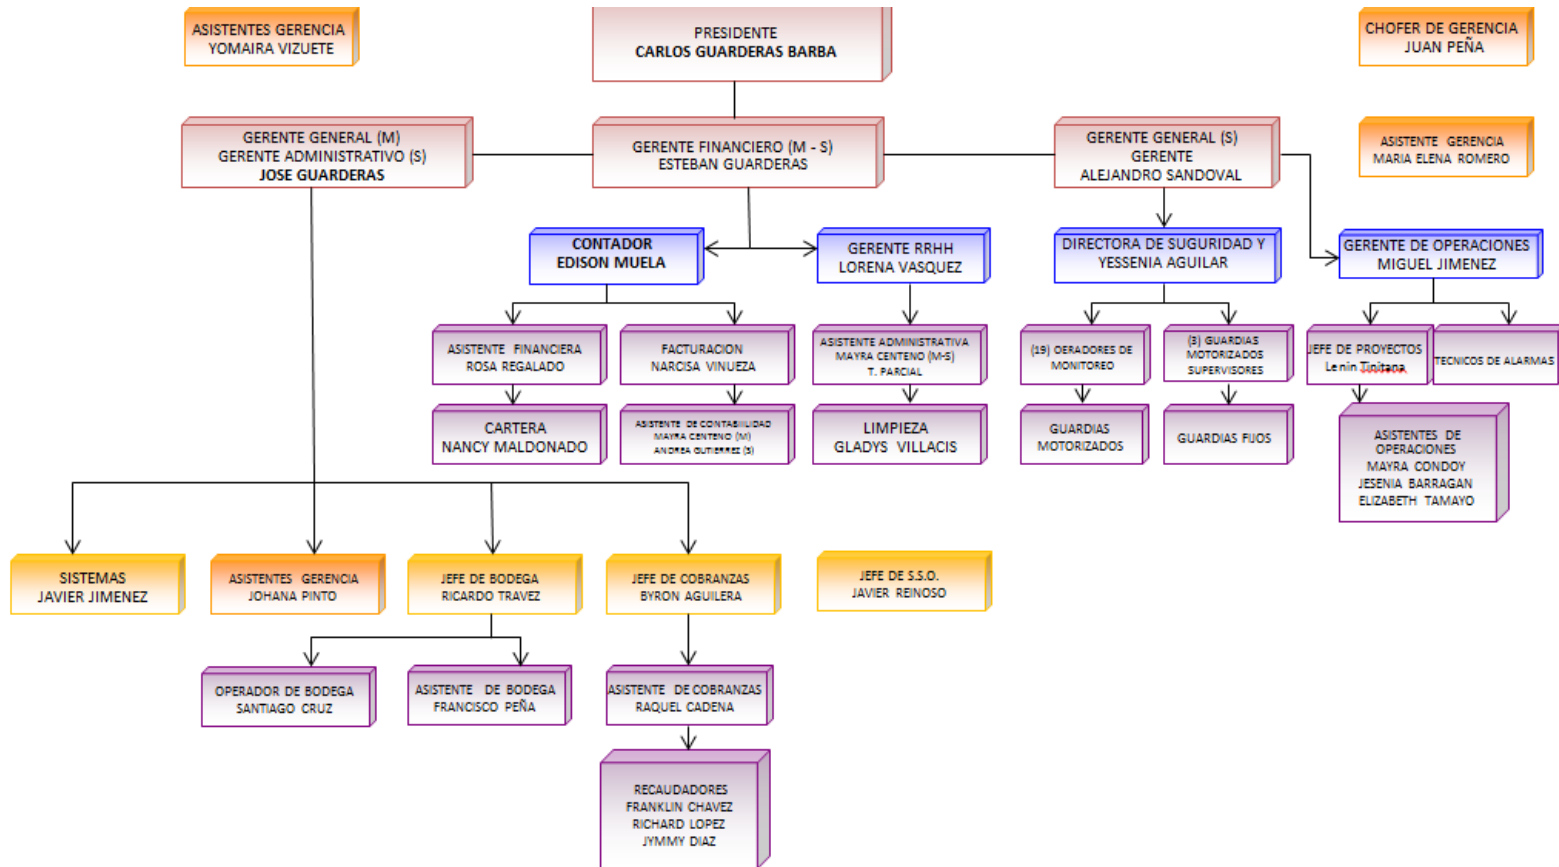 ASISTENTES GERENCIA
YOMAIRA VIZUETE
PRESIDENTE
CARLOS GUARDERAS BARBA
CHOFER DE GERENCIA
JUAN PEÑA
GERENTE GENERAL (M)
GERENTE ADMINISTRATIVO (S)
JOSE GUARDERAS
GERENTE FINANCIERO (M - S)
ESTEBAN GUARDERAS
GERENTE GENERAL (S)
GERENTE
ALEJANDRO SANDOVAL
ASISTENTE GERENCIA
MARIA ELENA ROMERO
CONTADOR
EDISON MUELA
GERENTE RRHH
LORENA VASQUEZ
DIRECTORA DE SUGURIDAD Y
YESSENIA AGUILAR
GERENTE DE OPERACIONES
MIGUEL JIMENEZ
ASISTENTE FINANCIERA
ROSA REGALADO
FACTURACION
NARCISA VINUEZA
ASISTENTE ADMINISTRATIVA
MAYRA CENTENO (M-S)
T. PARCIAL
(19) OERADORES DE
MONITOREO
(3) GUARDIAS
MOTORIZADOS
SUPERVISORES
JEFE DE PROYECTOS
Lenin Tinitana
TECNICOS DE ALARMAS
CARTERA
NANCY MALDONADO
ASISTENTE DE CONTABILIDAD
MAYRA CENTENO (M)
ANDREA GUTIERREZ (S)
LIMPIEZA
GLADYS VILLACIS
GUARDIAS
MOTORIZADOS
GUARDIAS FIJOS
ASISTENTES DE
OPERACIONES
MAYRA CONDOY
JESENIA BARRAGAN
ELIZABETH TAMAYO
SISTEMAS
JAVIER JIMENEZ
ASISTENTES GERENCIA
JOHANA PINTO
JEFE DE BODEGA
RICARDO TRAVEZ
JEFE DE COBRANZAS
BYRON AGUILERA
JEFE DE S.S.O.
JAVIER REINOSO
OPERADOR DE BODEGA
SANTIAGO CRUZ
ASISTENTE DE BODEGA
FRANCISCO PEÑA
ASISTENTE DE COBRANZAS
RAQUEL CADENA
RECAUDADORES
FRANKLIN CHAVEZ
RICHARD LOPEZ
JYMMY DIAZ